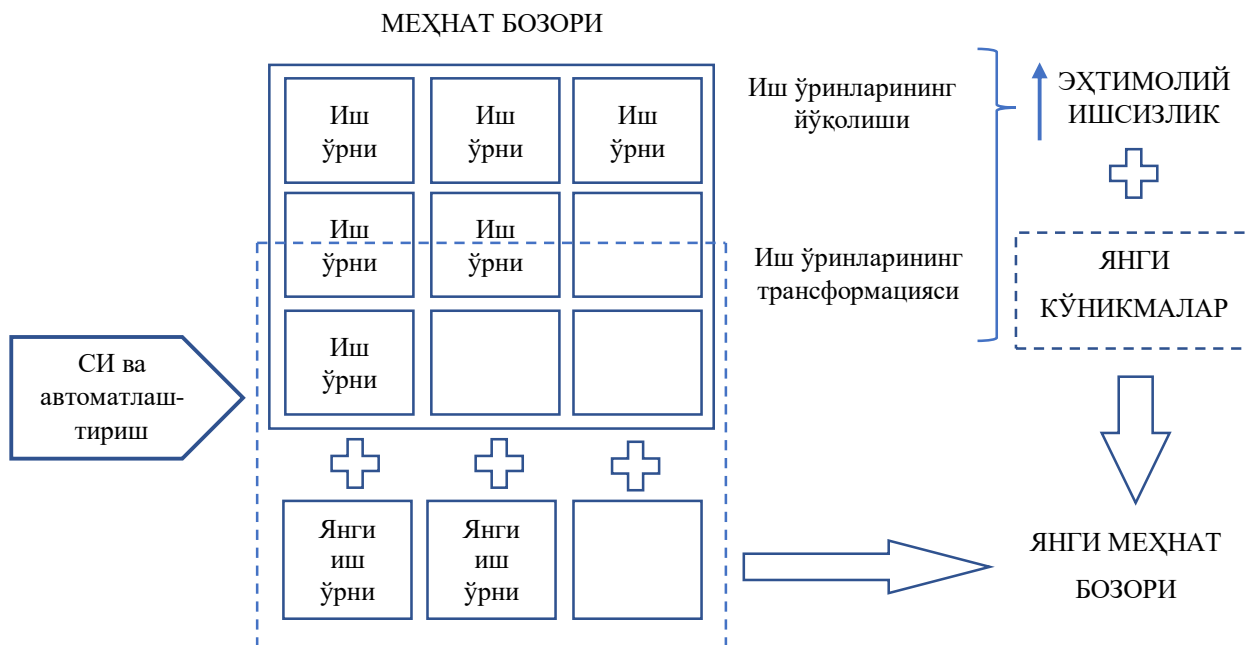 МЕҲНАТ БОЗОРИ
Иш
ўрни
Иш
ўрни
Иш
ўрни
Иш
ўрни
Иш
ўрни
Иш
ўрни
СИ ва
автоматлаш-
тириш
Янги
иш
ўрни
Янги
иш
ўрни
Иш ўринларининг
йўқолиши
Иш ўринларининг
трансформацияси
ЭҲТИМОЛИЙ
ИШСИЗЛИК
ЯНГИ
КЎНИКМАЛАР
ЯНГИ МЕҲНАТ
БОЗОРИ